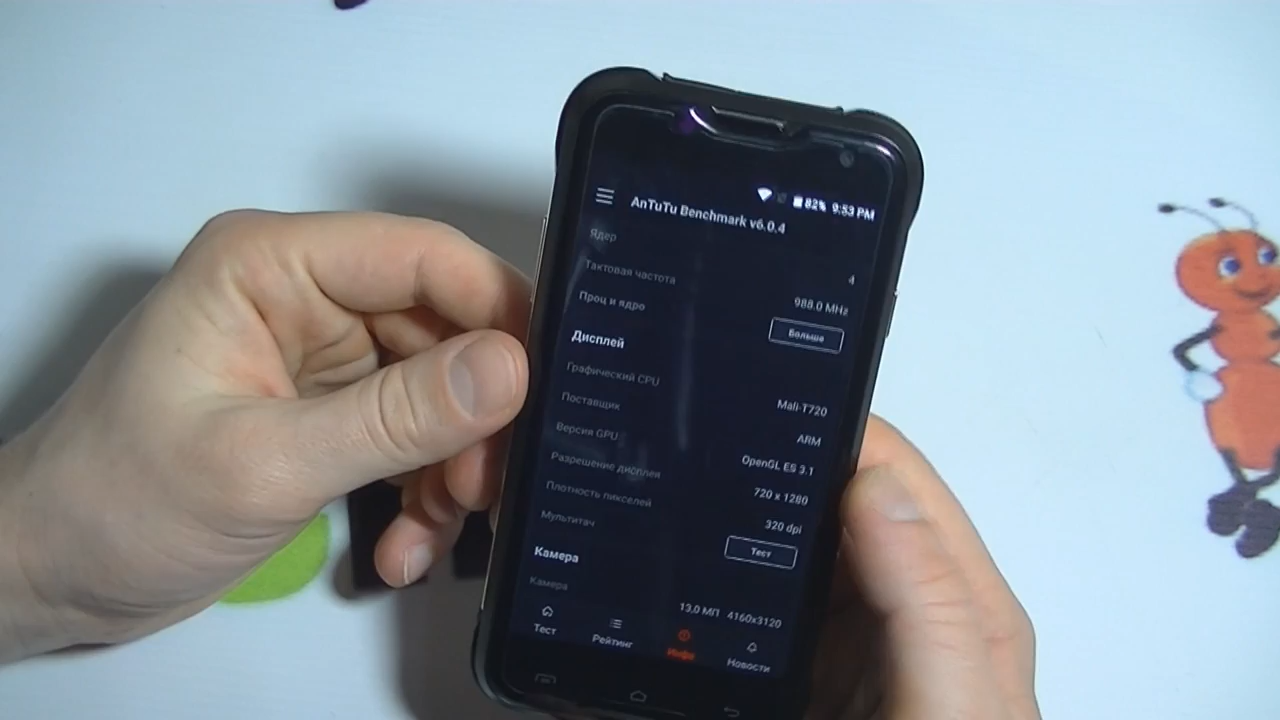 82% 9:53 PM
AnTuTu Benchmark v6.0.4
Ядер 4
Тактовая частота 988.0 MHz
Проц и ядро Больше
Дисплей
Графический CPU Mali-T720
Поставщик ARM
Версия GPU OpenGL ES 3.1
Разрешение дисплея 720 x 1280
Плотность пикселей 320 dpi
Мультитач Тест
Камера
Камера 13,0 МП 4160x3120
Тест Рейтинг Инфо Новости